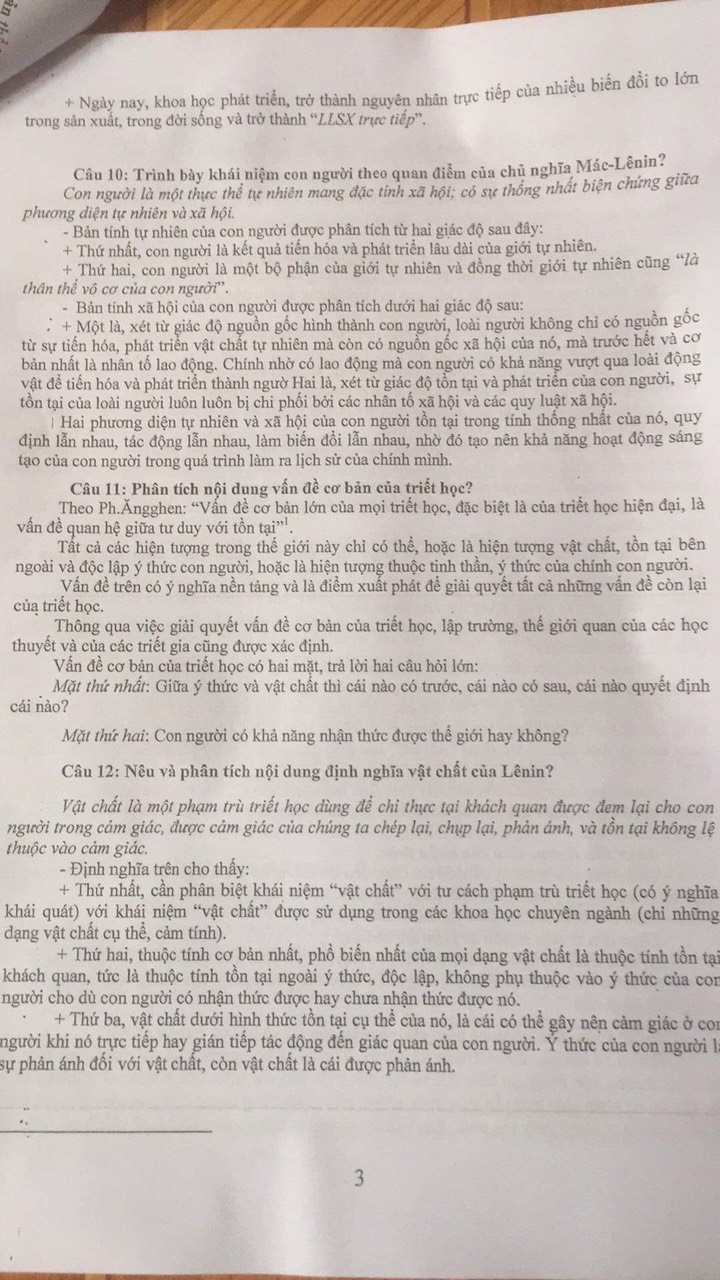 + Ngày nay, khoa học phát triển, trở thành nguyên nhân trực tiếp của nhiều biến đổi to lớn
trong sản xuất, trong đời sống và trở thành “LLSX trực tiếp”.
Câu 10: Trình bày khái niệm con người theo quan điểm của chủ nghĩa Mác-Lênin?
Con người là một thực thể tự nhiên mang đặc tính xã hội; có sự thống nhất biện chứng giữa
phương diện tự nhiên và xã hội.
- Bản tính tự nhiên của con người được phân tích từ hai giác độ sau đây:
+ Thứ nhất, con người là kết quả tiến hóa và phát triển lâu dài của giới tự nhiên.
+ Thứ hai, con người là một bộ phận của giới tự nhiên và đồng thời giới tự nhiên cũng “là
thân thể vô cơ của con người”.
- Bản tính xã hội của con người được phân tích dưới hai giác độ sau:
+ Một là, xét từ giác độ nguồn gốc hình thành con người, loài người không chỉ có nguồn gốc
từ sự tiến hóa, phát triển vật chất tự nhiên mà còn có nguồn gốc xã hội của nó, mà trước hết và cơ
bản nhất là nhân tố lao động. Chính nhờ có lao động mà con người có khả năng vượt qua loài động
vật để tiến hóa và phát triển thành ngườ Hai là, xét từ giác độ tồn tại và phát triển của con người, sự
tồn tại của loài người luôn luôn bị chi phối bởi các nhân tố xã hội và các quy luật xã hội.
Hai phương diện tự nhiên và xã hội của con người tồn tại trong tính thống nhất của nó, quy
định lẫn nhau, tác động lẫn nhau, làm biến đổi lẫn nhau, nhờ đó tạo nên khả năng hoạt động sáng
tạo của con người trong quá trình làm ra lịch sử của chính mình.
Câu 11: Phân tích nội dung vấn đề cơ bản của triết học?
Theo Ph.Ăngghen: “Vấn đề cơ bản lớn của mọi triết học, đặc biệt là của triết học hiện đại, là
vấn đề quan hệ giữa tư duy với tồn tại”¹.
Tất cả các hiện tượng trong thế giới này chỉ có thể, hoặc là hiện tượng vật chất, tồn tại bên
ngoài và độc lập ý thức con người, hoặc là hiện tượng thuộc tinh thần, ý thức của chính con người.
Vấn đề trên có ý nghĩa nền tảng và là điểm xuất phát để giải quyết tất cả những vấn đề còn lại
của triết học.
Thông qua việc giải quyết vấn đề cơ bản của triết học, lập trường, thế giới quan của các học
thuyết và của các triết gia cũng được xác định.
Vấn đề cơ bản của triết học có hai mặt, trả lời hai câu hỏi lớn:
Mặt thứ nhất: Giữa ý thức và vật chất thì cái nào có trước, cái nào có sau, cái nào quyết định
cái nào?
Mặt thứ hai: Con người có khả năng nhận thức được thế giới hay không?
Câu 12: Nêu và phân tích nội dung định nghĩa vật chất của Lênin?
Vật chất là một phạm trù triết học dùng để chỉ thực tại khách quan được đem lại cho con
người trong cảm giác, được cảm giác của chúng ta chép lại, chụp lại, phản ánh, và tồn tại không lệ
thuộc vào cảm giác.
- Định nghĩa trên cho thấy:
+ Thứ nhất, cần phân biệt khái niệm “vật chất” với tư cách phạm trù triết học (có ý nghĩa
khái quát) với khái niệm “vật chất” được sử dụng trong các khoa học chuyên ngành (chỉ những
dạng vật chất cụ thể, cảm tính).
+ Thứ hai, thuộc tính cơ bản nhất, phổ biến nhất của mọi dạng vật chất là thuộc tính tồn tại
khách quan, tức là thuộc tính tồn tại ngoài ý thức, độc lập, không phụ thuộc vào ý thức của con
người cho dù con người có nhận thức được hay chưa nhận thức được nó.
+ Thứ ba, vật chất dưới hình thức tồn tại cụ thể của nó, là cái có thể gây nên cảm giác ở con
người khi nó trực tiếp hay gián tiếp tác động đến giác quan của con người. Ý thức của con người là
sự phản ánh đối với vật chất, còn vật chất là cái được phản ánh.
3